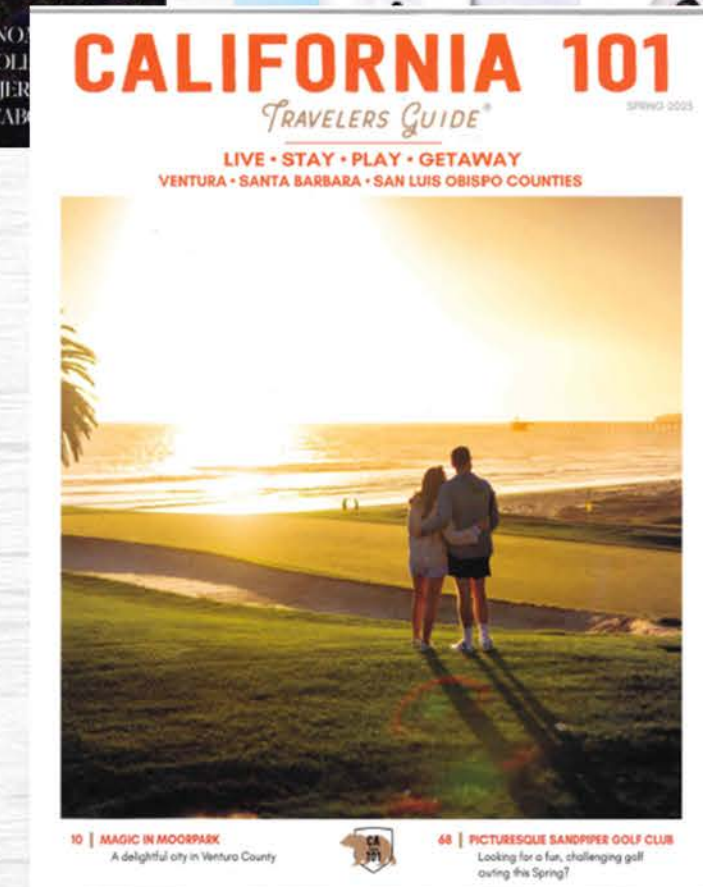 CALIFORNIA 101
TRAVELERS GUIDE®
SPRING 2025
LIVE • STAY • PLAY • GETAWAY
VENTURA • SANTA BARBARA • SAN LUIS OBISPO COUNTIES
10 | MAGIC IN MOORPARK
A delightful city in Ventura County
CA
101
68 | PICTURESQUE SANDPIPER GOLF CLUB
Looking for a fun, challenging golf
outing this Spring?